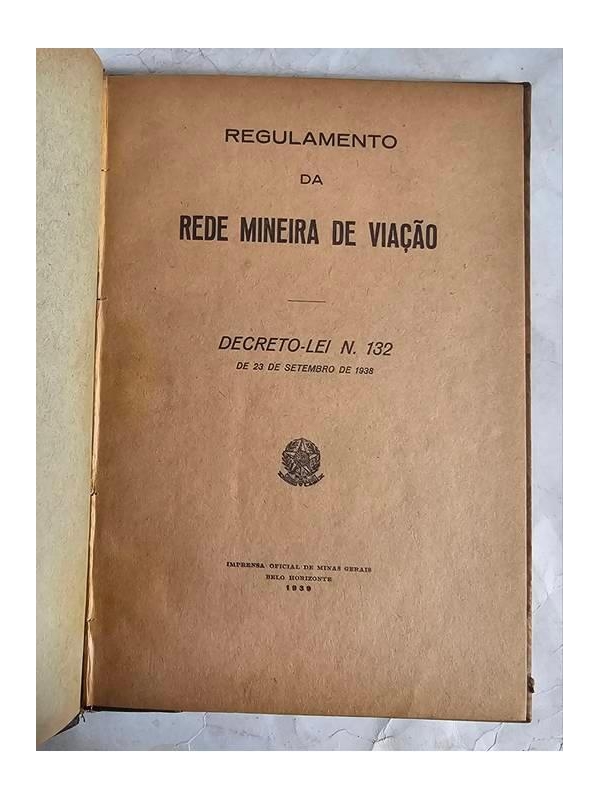 REGULAMENTO
DA
REDE MINEIRA DE VIAÇÃO
DECRETO-LEI N. 132
DE 23 DE SETEMBRO DE 1938
IMPRENSA OFICIAL DE MINAS GERAIS
BELO HORIZONTE
1939